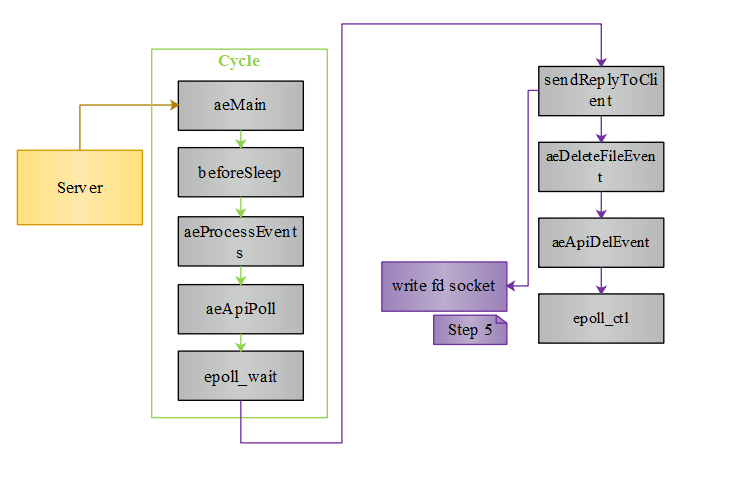 Cycle
aeMain
Server
beforeSleep
aeProcessEvent
s
aeApiPoll
epoll_wait
sendReplyToCli
ent
aeDeleteFileEven
t
aeApiDelEvent
write fd socket
Step 5
epoll_ctl